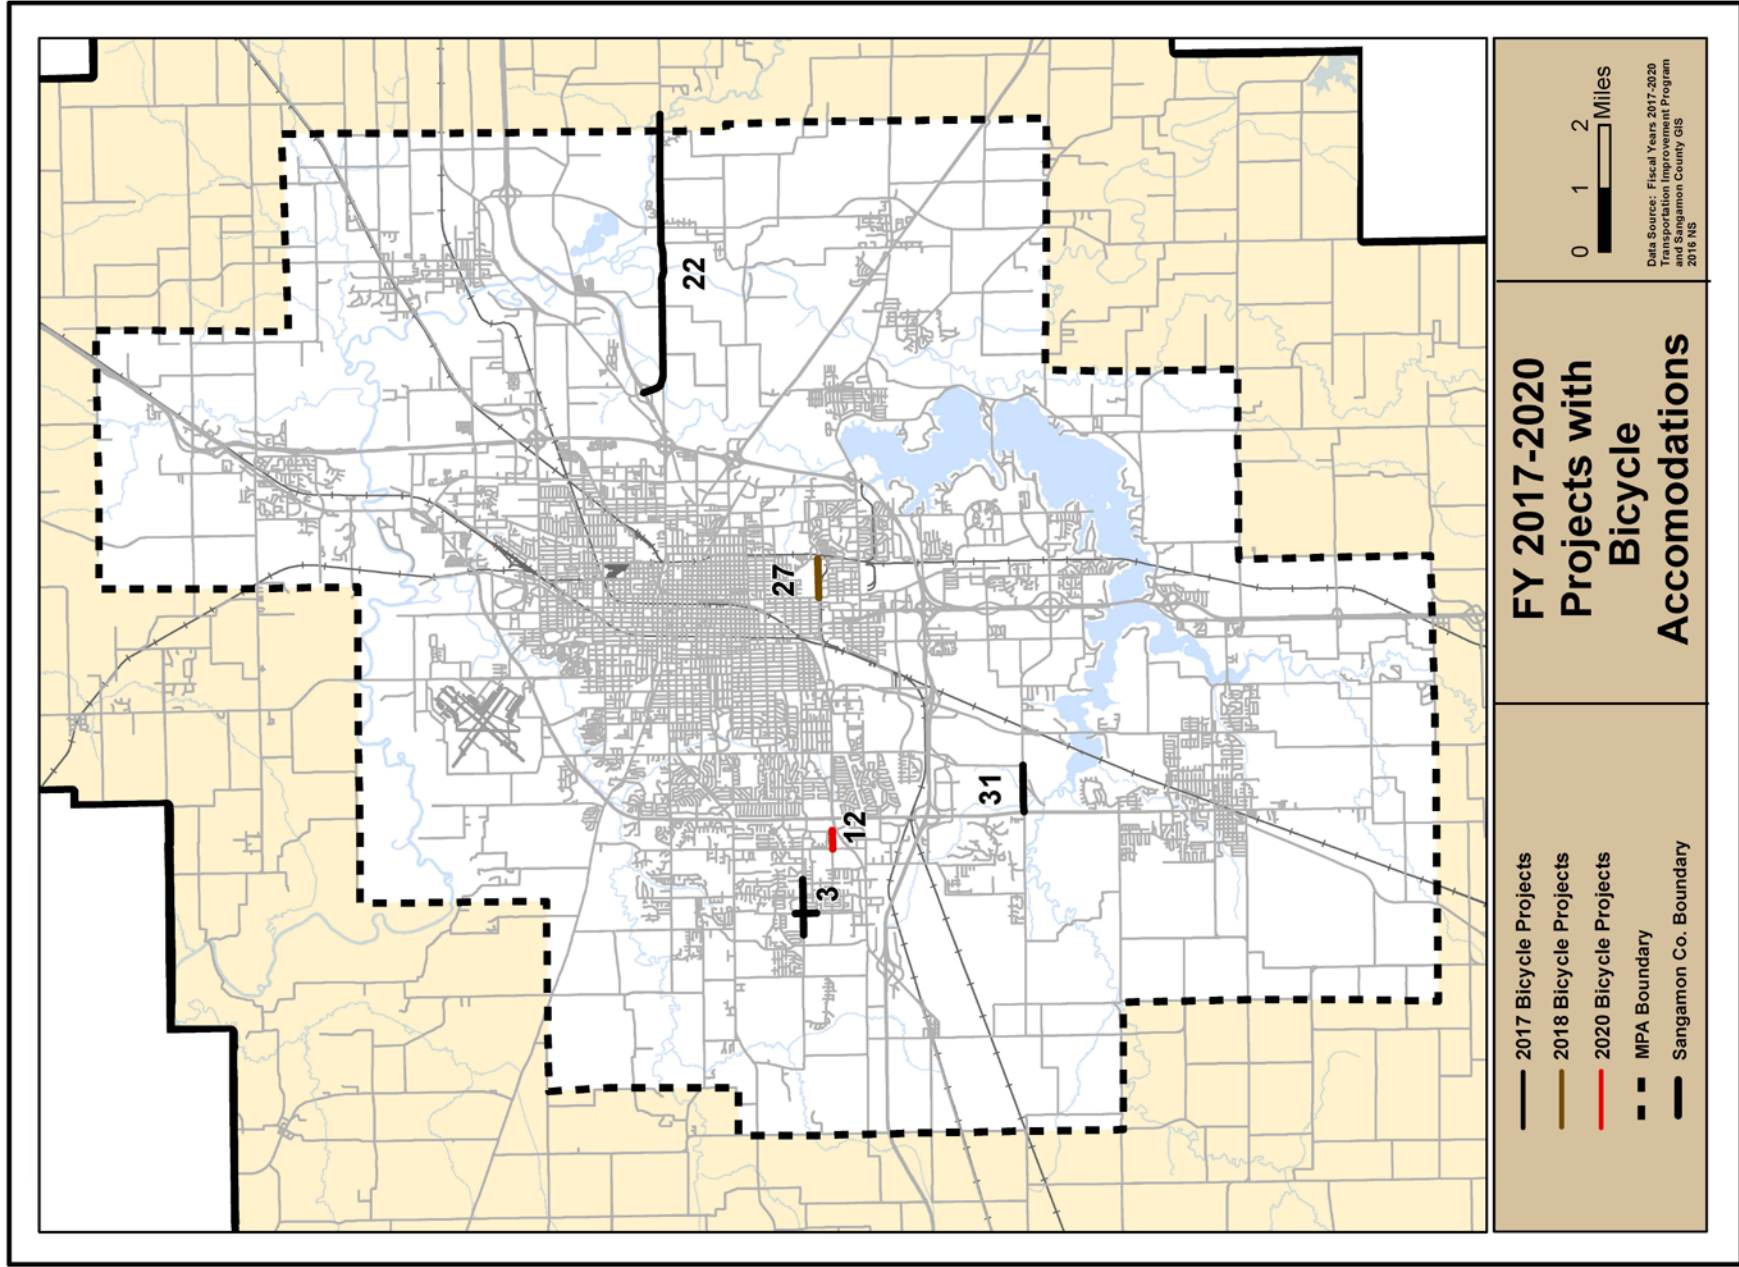 22
27
31
12
3
2017 Bicycle Projects
2018 Bicycle Projects
2020 Bicycle Projects
MPA Boundary
Sangamon Co. Boundary
FY 2017-2020
Projects with
Bicycle
Accomodations
0 1 2
Miles
Data Source: Fiscal Years 2017-2020
Transportation Improvement Program
and Sangamon County GIS
2016 NS